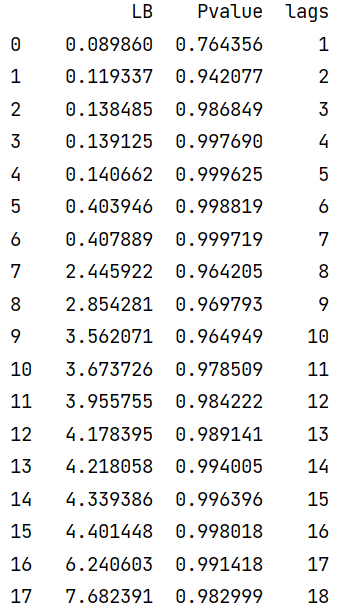 LB Pvalue lags
0 0.089860 0.764356 1
1 0.119337 0.942077 2
2 0.138485 0.986849 3
3 0.139125 0.997690 4
4 0.140662 0.999625 5
5 0.403946 0.998819 6
6 0.407889 0.999719 7
7 2.445922 0.964205 8
8 2.854281 0.969793 9
9 3.562071 0.964949 10
10 3.673726 0.978509 11
11 3.955755 0.984222 12
12 4.178395 0.989141 13
13 4.218058 0.994005 14
14 4.339386 0.996396 15
15 4.401448 0.998018 16
16 6.240603 0.991418 17
17 7.682391 0.982999 18